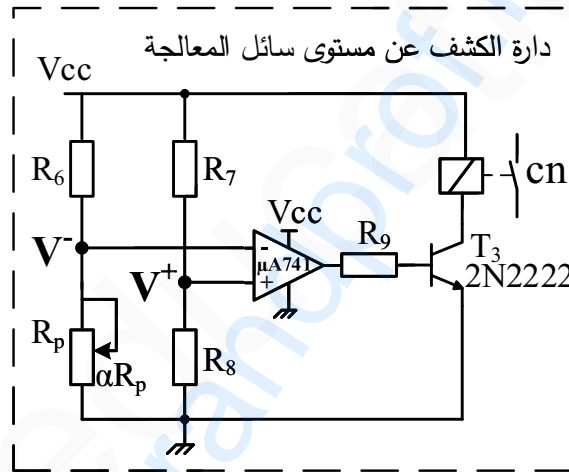 دارة الكشف عن مستوى سائل المعالجة
Vcc
R6
R7
cn
Vcc
V-
-
µA741
R9
T3
V+
+
2N2222
Rp
αRp
R8